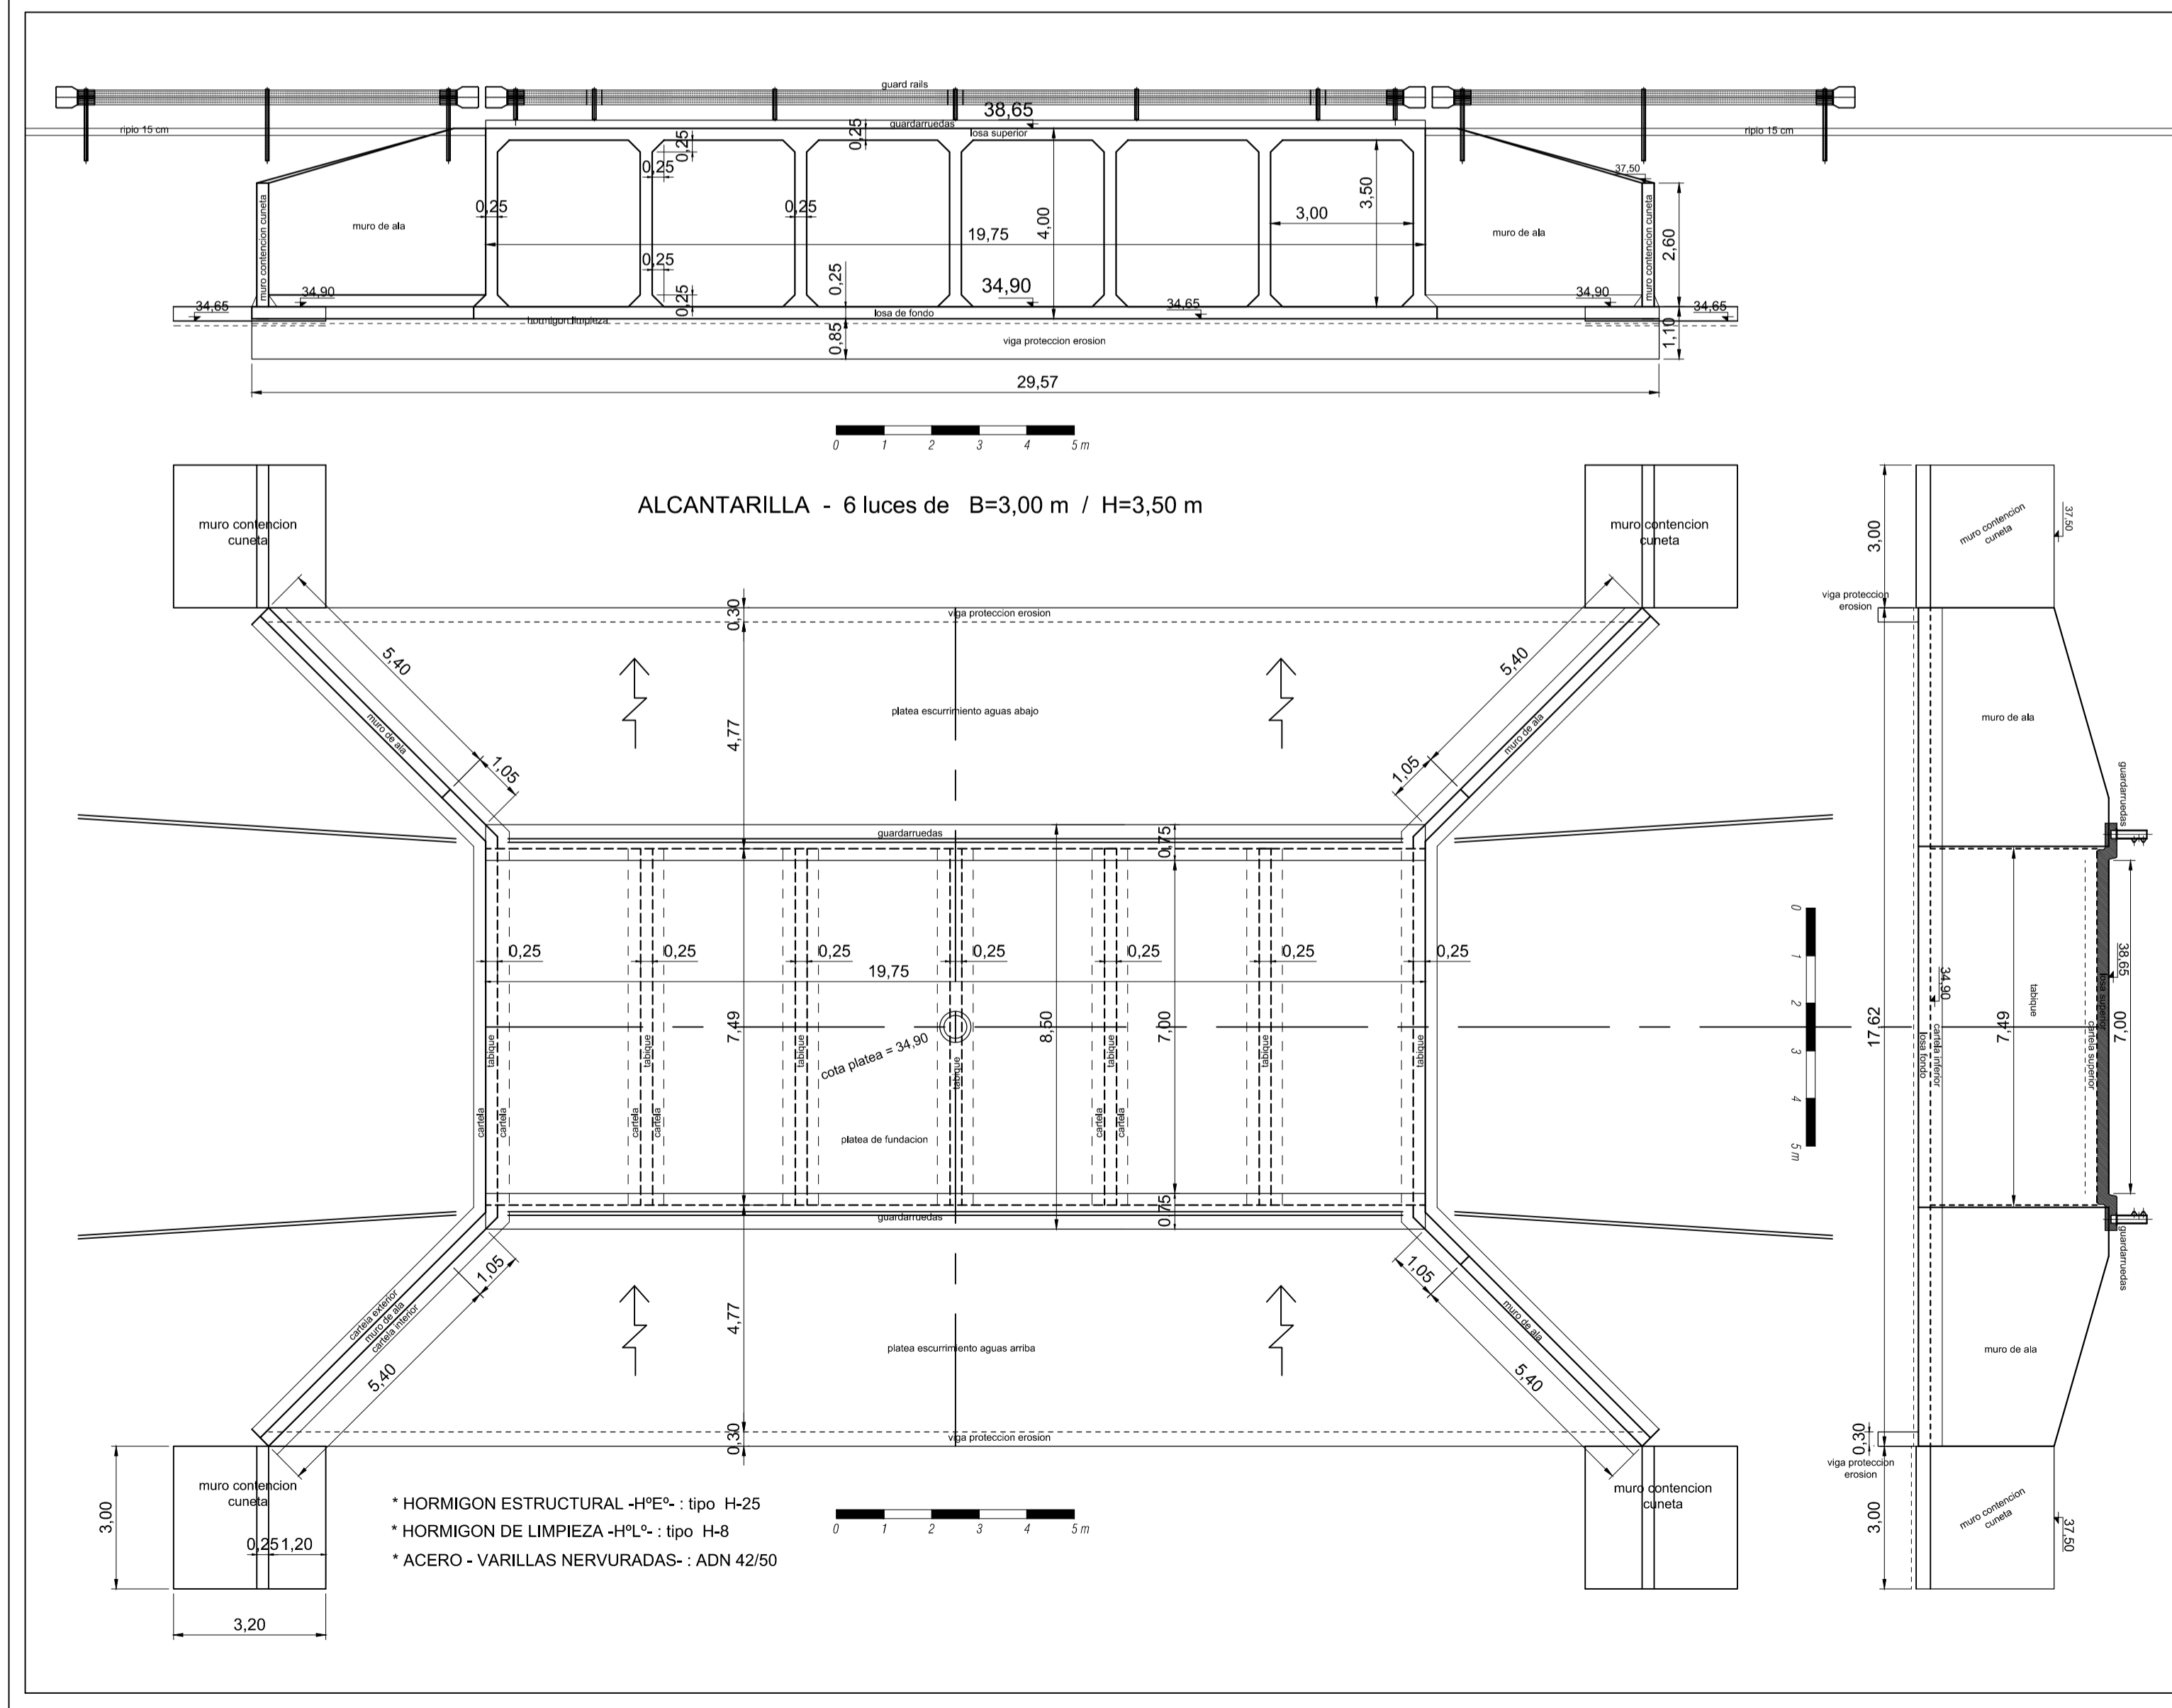 guard rails
38,65
guardarruedas
losa superior
ripio 15 cm
ripio 15 cm
0,25
0,25
0,25
37,50
muro contencion cuneta
muro de ala
0,25
0,25
19,75
4,00
3,00
3,50
muro de ala
muro contencion cuneta
2,60
0,25
0,25
0,25
34,90
34,90
34,90
34,65
34,65
34,65
hormigon limpieza
losa de fondo
0,85
viga proteccion erosion
1,10
29,57
0 1 2 3 4 5 m
ALCANTARILLA - 6 luces de B=3,00 m / H=3,50 m
muro contencion
cuneta
muro contencion
cuneta
3,00
muro contencion
cuneta
37,50
viga proteccion
erosion
0,30
viga proteccion erosion
5,40
5,40
muro de ala
4,77
platea escurrimiento aguas abajo
muro de ala
muro de ala
1,05
1,05
guardarruedas
guardarruedas
0,75
0,25
0,25
0,25
0,25
0,25
0,25
0,25
19,75
7,49
8,50
7,00
cota platea = 34,90
tabique
tabique
tabique
tabique
tabique
tabique
tabique
cartela
cartela
cartela
cartela
cartela
cartela
platea de fundacion
0 1 2 3 4 5 m
17,62
34,90
losa fondo
cartela inferior
7,49
tabique
cartela superior
losa superior
38,65
7,00
0,75
guardarruedas
guardarruedas
1,05
1,05
cartela exterior
muro de ala
cartela interior
5,40
4,77
platea escurrimiento aguas arriba
muro de ala
5,40
muro de ala
0,30
viga proteccion erosion
0,30
viga proteccion
erosion
muro contencion
cuneta
3,00
0,25
1,20
3,20
* HORMIGON ESTRUCTURAL -HºEº- : tipo H-25
* HORMIGON DE LIMPIEZA -HºLº- : tipo H-8
* ACERO - VARILLAS NERVURADAS- : ADN 42/50
0 1 2 3 4 5 m
muro contencion
cuneta
3,00
muro contencion
cuneta
37,50